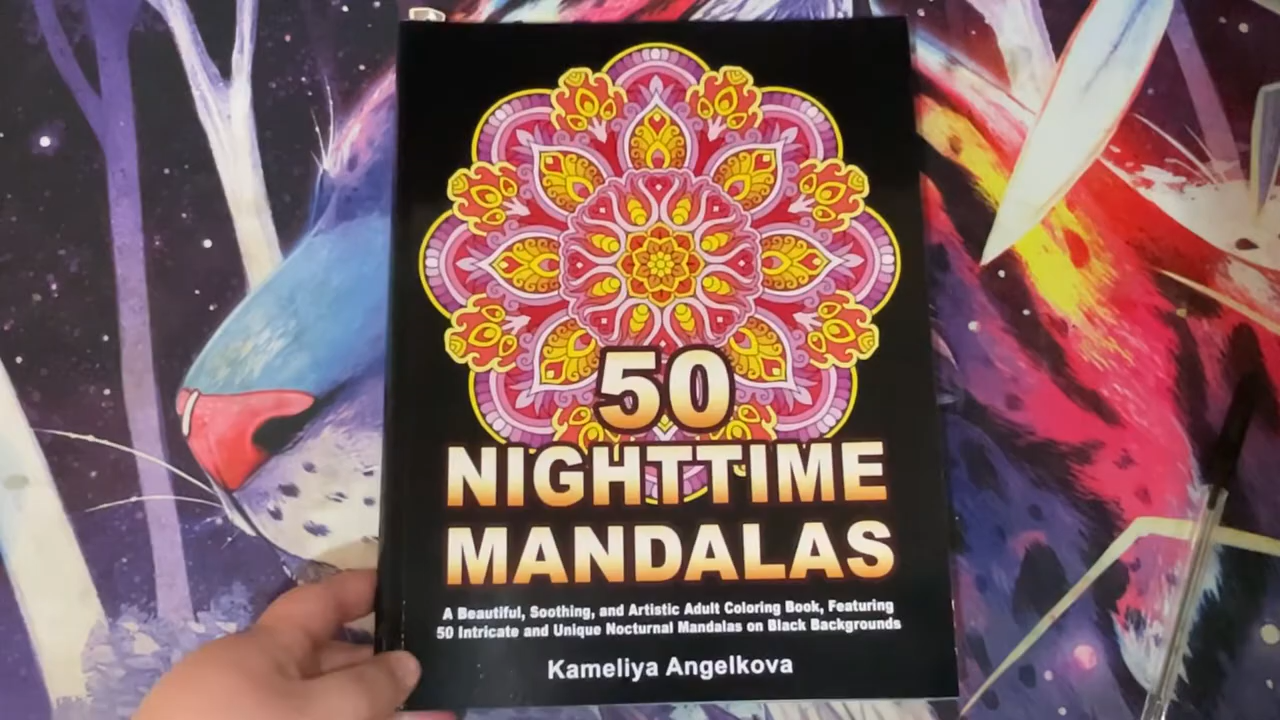 50
NIGHTTIME
MANDALAS
A Beautiful, Soothing, and Artistic Adult Coloring Book, Featuring
50 Intricate and Unique Nocturnal Mandalas on Black Backgrounds
Kameliya Angelkova